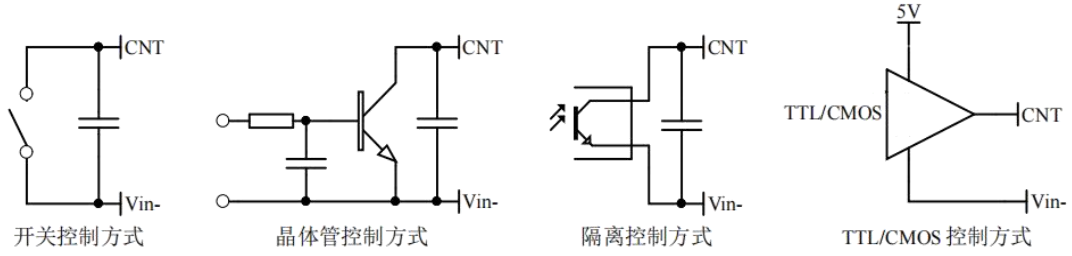 5V
CNT
CNT
CNT
TTL/CMOS
CNT
Vin-
Vin-
Vin-
Vin-
开关控制方式
晶体管控制方式
隔离控制方式
TTL/CMOS 控制方式